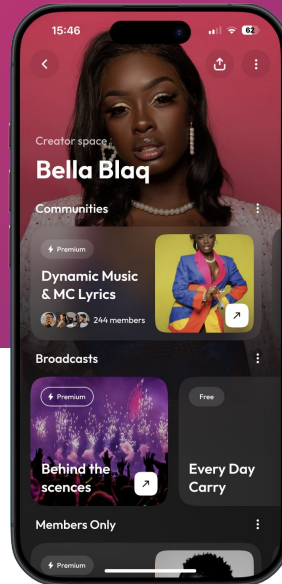 15:46
62
Creator space
Bella Blaq
Communities
Premium
Dynamic Music
& MC Lyrics
244 members
Broadcasts
Premium
Behind the
scences
Free
Every Day
Carry
Members Only
Premium